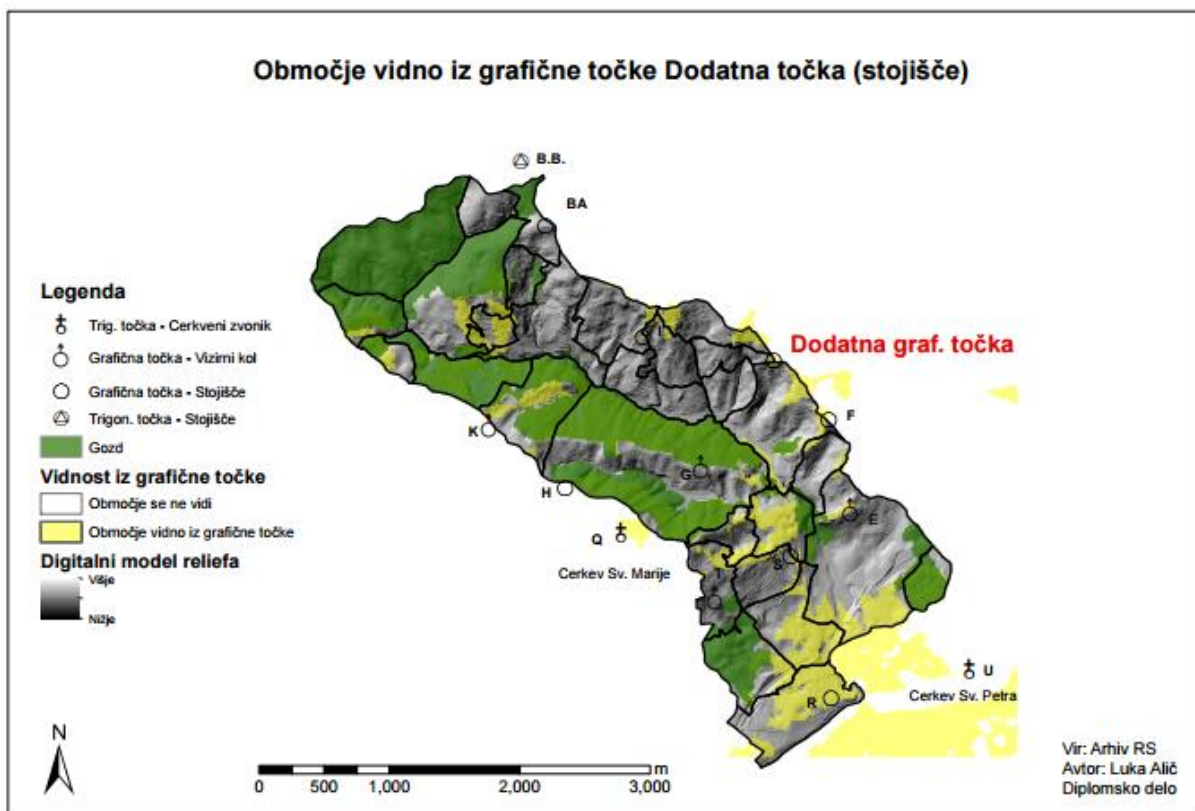 Območje vidno iz grafične točke Dodatna točka (stojišče)
B.B.
BA
Legenda
Trig. točka - Cerkveni zvonik
Grafična točka - Vizirni kol
Grafična točka - Stojišče
Trigon. točka - Stojišče
Gozd
Vidnost iz grafične točke
Območje se ne vidi
Območje vidno iz grafične točke
Digitalni model reliefa
Višje
Nižje
I
Dodatna graf. točka
F
K
G
H
E
Q
Cerkev Sv. Marije
S
T
U
Cerkev Sv. Petra
R
N
0 500 1,000 2,000 3,000
m
Vir: Arhiv RS
Avtor: Luka Alič
Diplomsko delo